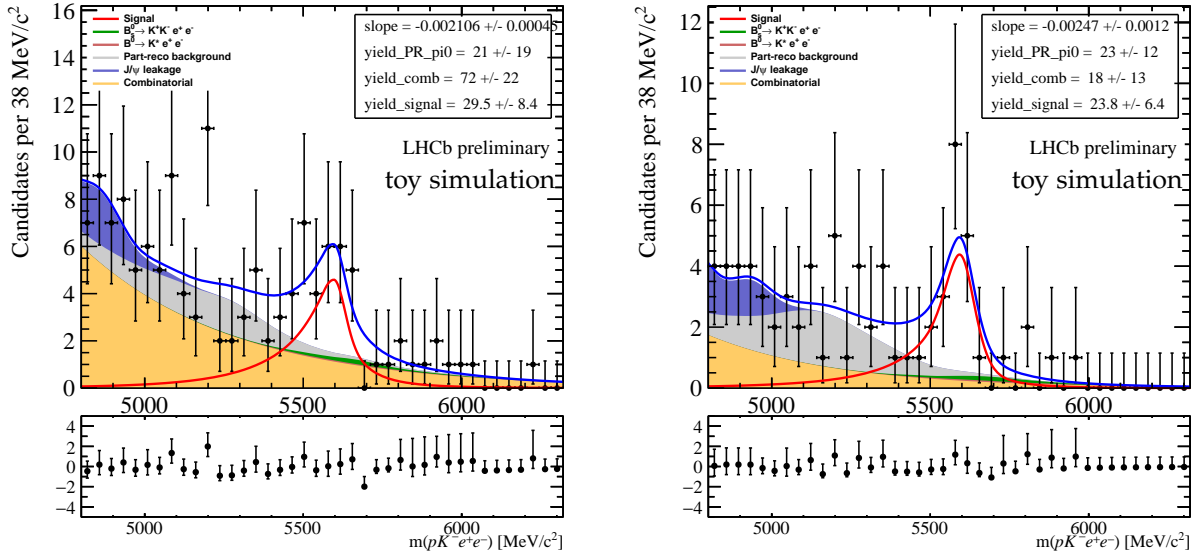 Candidates per 38 MeV/c²
16
14
12
10
8
6
4
2
0
Signal
B⁰ₛ→ K⁺K⁻ e⁺ e⁻
B⁰→ K* e⁺ e⁻
Part-reco background
J/ψ leakage
Combinatorial
slope = -0.002106 +/- 0.00045
yield_PR_pi0 = 21 +/- 19
yield_comb = 72 +/- 22
yield_signal = 29.5 +/- 8.4
LHCb preliminary
toy simulation
5000 5500 6000
4
2
0
−2
−4
5000 5500 6000
m(pK⁻e⁺e⁻) [MeV/c²]
Candidates per 38 MeV/c²
12
10
8
6
4
2
0
Signal
B⁰ₛ→ K⁺K⁻ e⁺ e⁻
B⁰→ K* e⁺ e⁻
Part-reco background
J/ψ leakage
Combinatorial
slope = -0.00247 +/- 0.0012
yield_PR_pi0 = 23 +/- 12
yield_comb = 18 +/- 13
yield_signal = 23.8 +/- 6.4
LHCb preliminary
toy simulation
5000 5500 6000
4
2
0
−2
−4
5000 5500 6000
m(pK⁻e⁺e⁻) [MeV/c²]